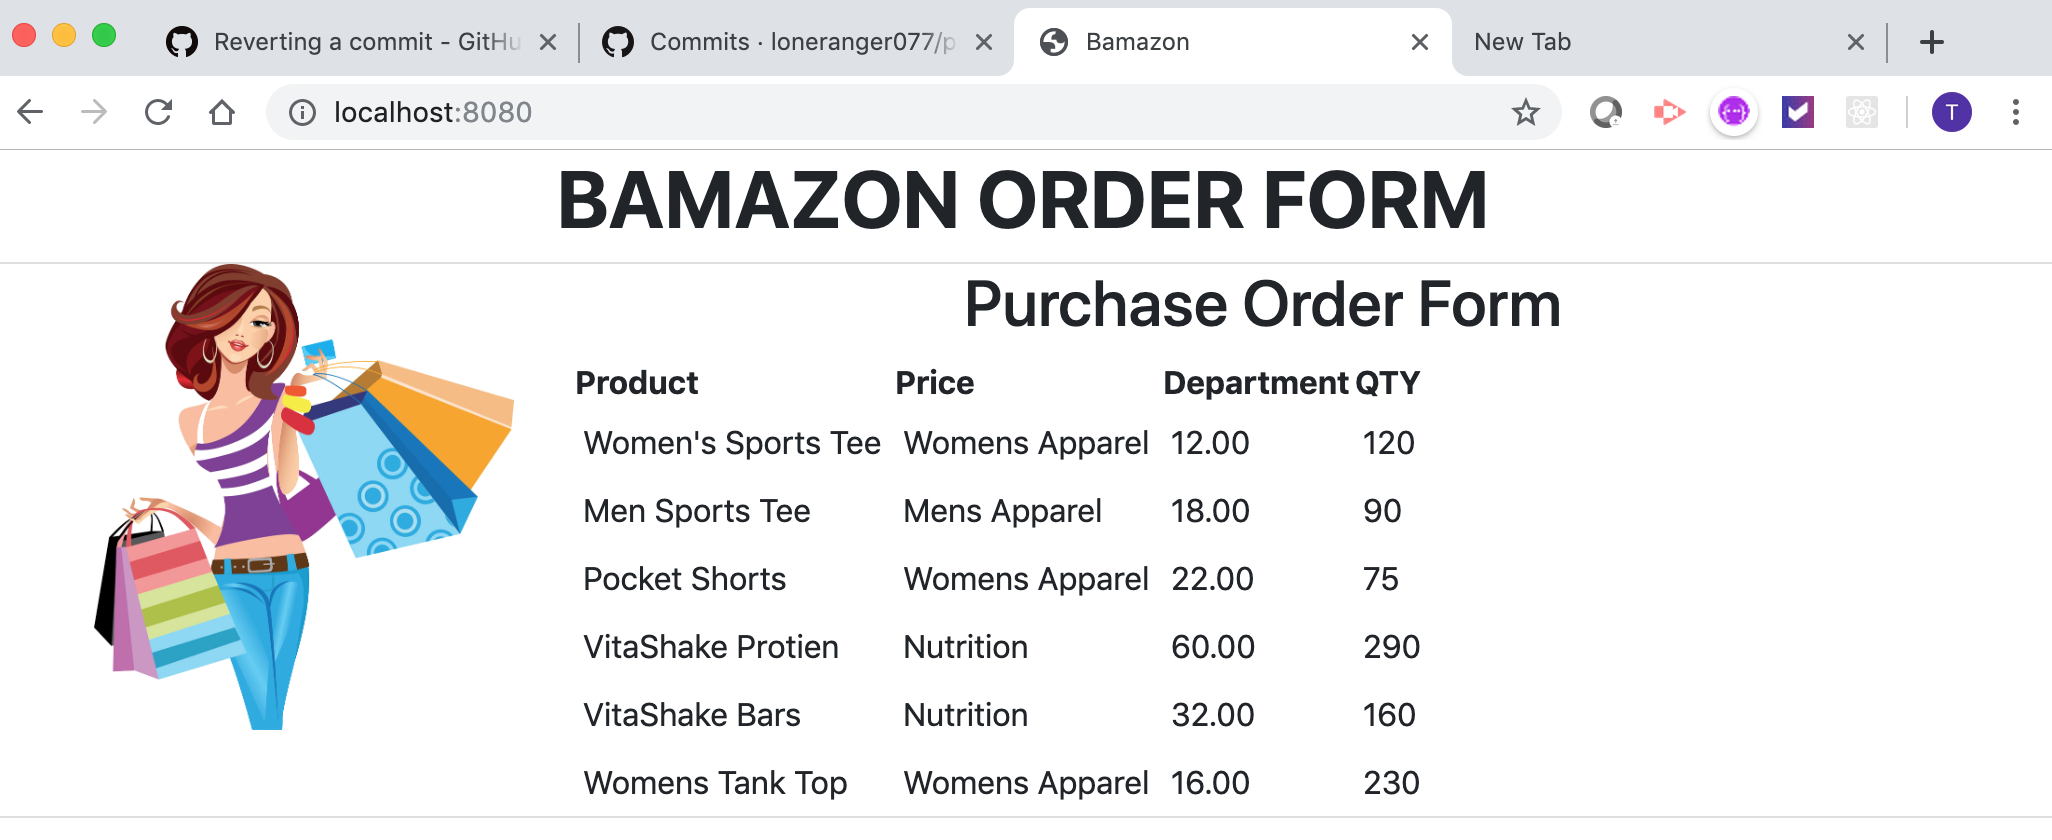 Reverting a commit - GitHu
Commits · loneranger077/p
Bamazon
New Tab
localhost:8080
T
BAMAZON ORDER FORM
Purchase Order Form
Product Price Department QTY
Women's Sports Tee Womens Apparel 12.00 120
Men Sports Tee Mens Apparel 18.00 90
Pocket Shorts Womens Apparel 22.00 75
VitaShake Protien Nutrition 60.00 290
VitaShake Bars Nutrition 32.00 160
Womens Tank Top Womens Apparel 16.00 230